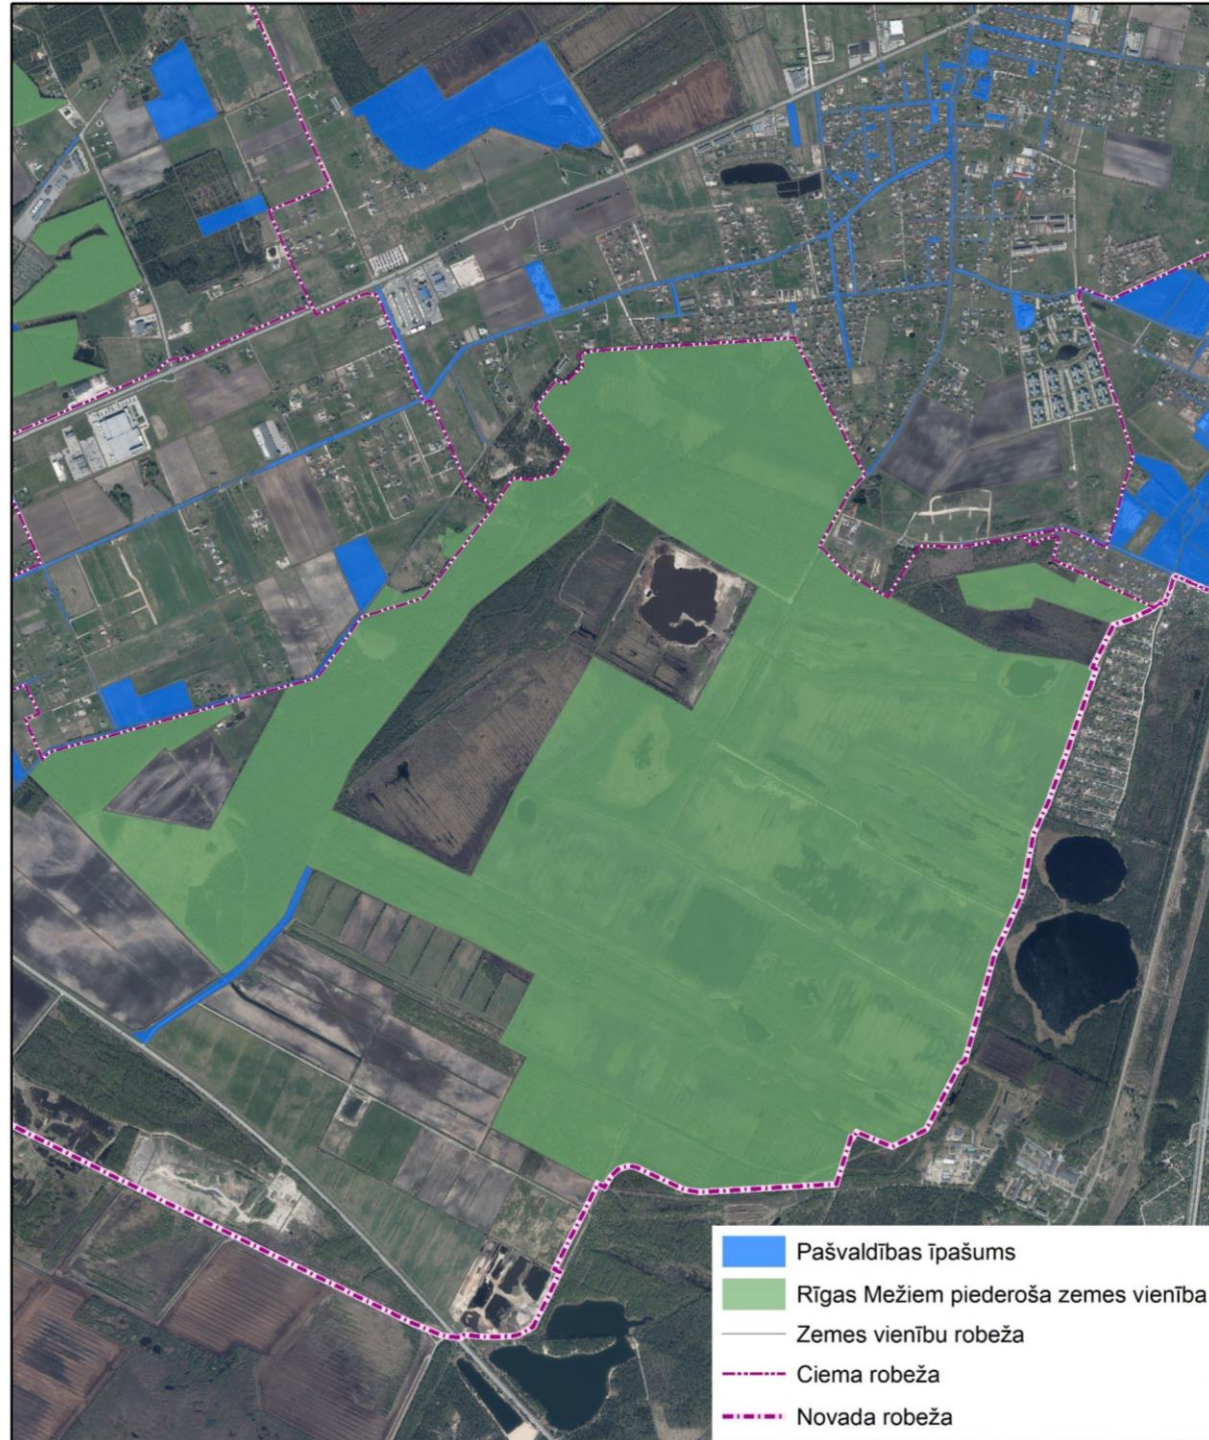 Pašvaldības īpašums
Rīgas Mežiem piederoša zemes vienība
Zemes vienību robeža
Ciema robeža
Novada robeža